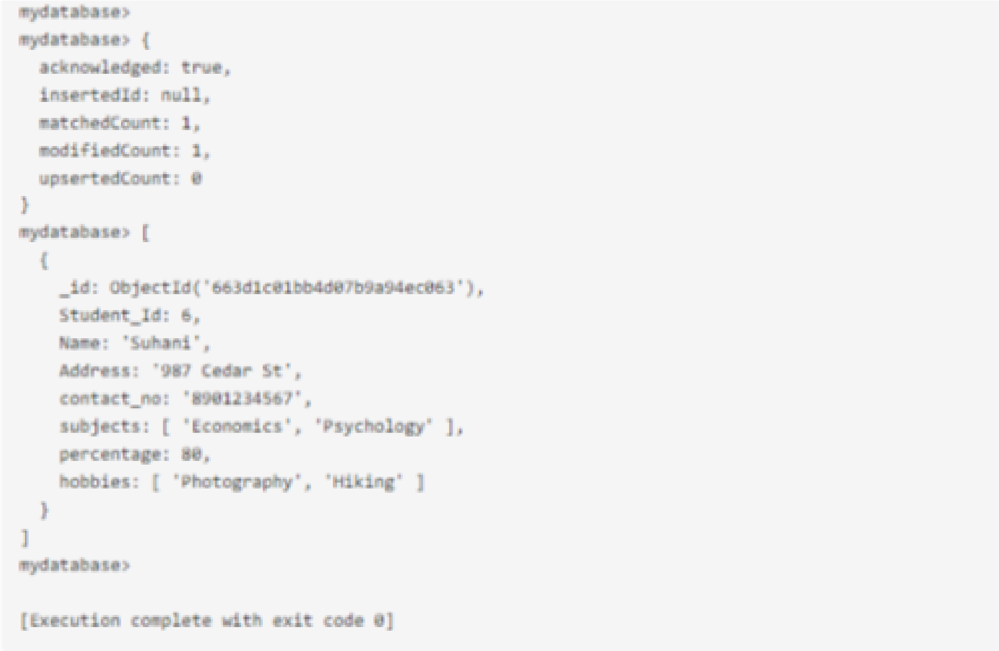 mydatabase>
mydatabase> {
  acknowledged: true,
  insertedId: null,
  matchedCount: 1,
  modifiedCount: 1,
  upsertedCount: 0
}
mydatabase> [
  {
    _id: ObjectId('663d1c01bb4d07b9a94ec063'),
    Student_Id: 6,
    Name: 'Suhani',
    Address: '987 Cedar St',
    contact_no: '8901234567',
    subjects: [ 'Economics', 'Psychology' ],
    percentage: 80,
    hobbies: [ 'Photography', 'Hiking' ]
  }
]
mydatabase>
[Execution complete with exit code 0]